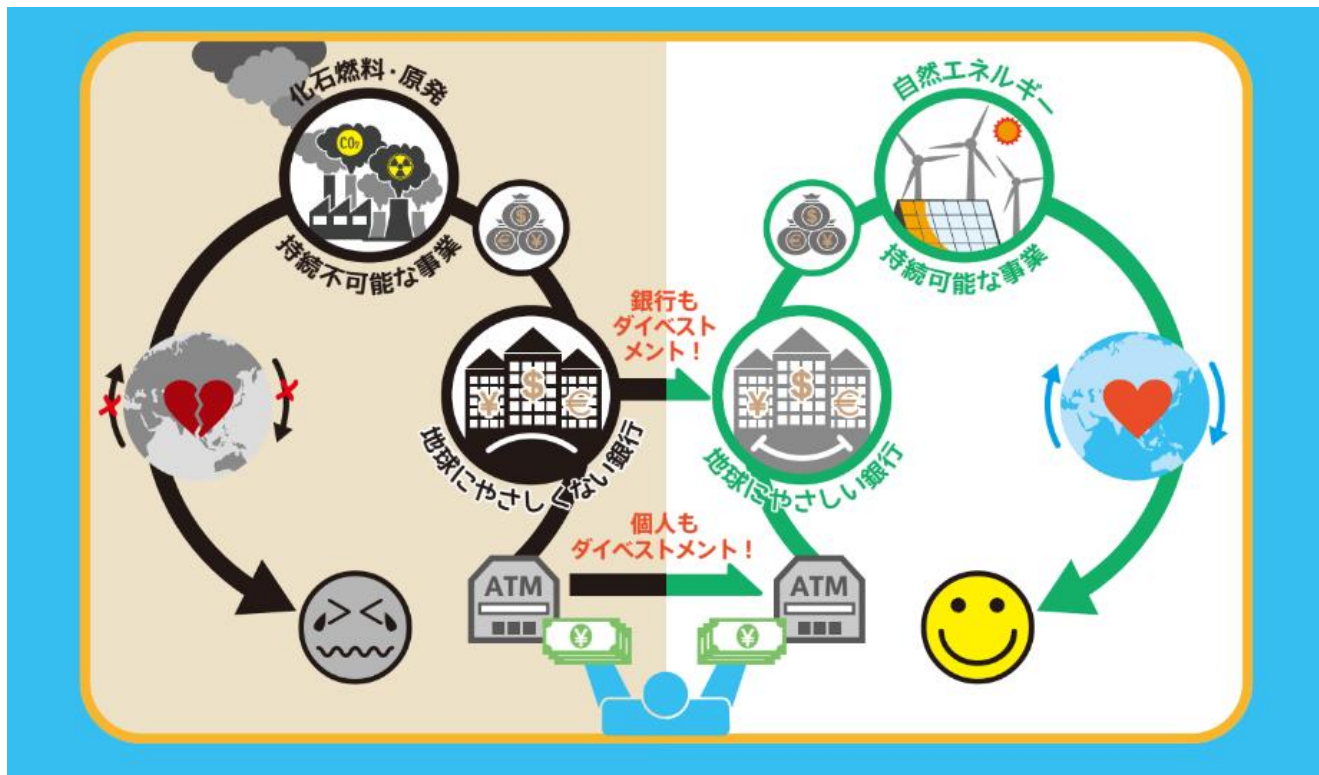 化石燃料・原発
CO₂
持続不可能な事業
$
€ ¥
自然エネルギー
持続可能な事業
$
€ ¥
銀行も
ダイベスト
メント！
¥ $ €
地球にやさしくない銀行
¥ $ €
地球にやさしい銀行
個人も
ダイベストメント！
ATM
ATM
¥
¥